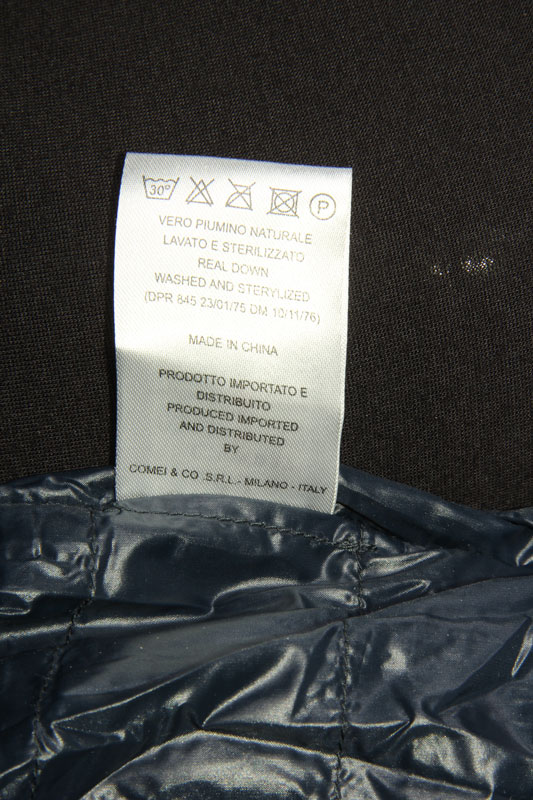 30°
P
VERO PIUMINO NATURALE
LAVATO E STERILIZZATO
REAL DOWN
WASHED AND STERYLIZED
(DPR 845 23/01/75 DM 10/11/76)
MADE IN CHINA
PRODOTTO IMPORTATO E
DISTRIBUITO
PRODUCED IMPORTED
AND DISTRIBUTED
BY
COMEI & CO .S.R.L.- MILANO - ITALY